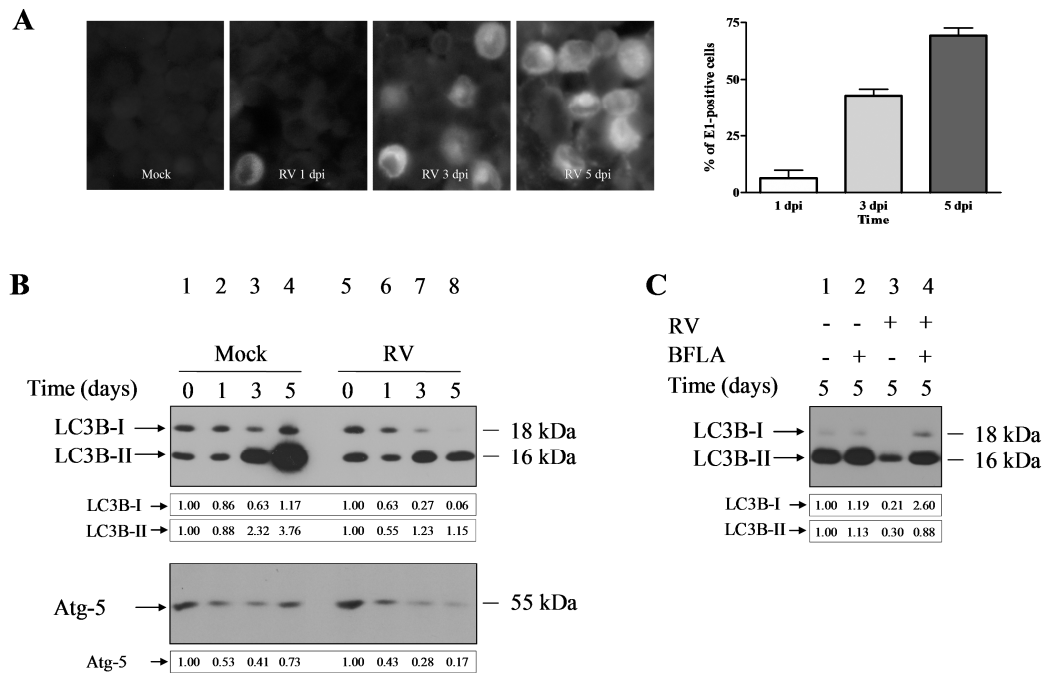 A
Mock
RV 1 dpi
RV 3 dpi
RV 5 dpi
% of E1-positive cells
75
50
25
0
1 dpi
3 dpi
5 dpi
Time
B
1 2 3 4 5 6 7 8
Mock RV
Time (days) 0 1 3 5 0 1 3 5
LC3B-I 18 kDa
LC3B-II 16 kDa
LC3B-I 1.00 0.86 0.63 1.17 1.00 0.63 0.27 0.06
LC3B-II 1.00 0.88 2.32 3.76 1.00 0.55 1.23 1.15
Atg-5 55 kDa
Atg-5 1.00 0.53 0.41 0.73 1.00 0.43 0.28 0.17
C
1 2 3 4
RV - - + +
BFLA - + - +
Time (days) 5 5 5 5
LC3B-I 18 kDa
LC3B-II 16 kDa
LC3B-I 1.00 1.19 0.21 2.60
LC3B-II 1.00 1.13 0.30 0.88